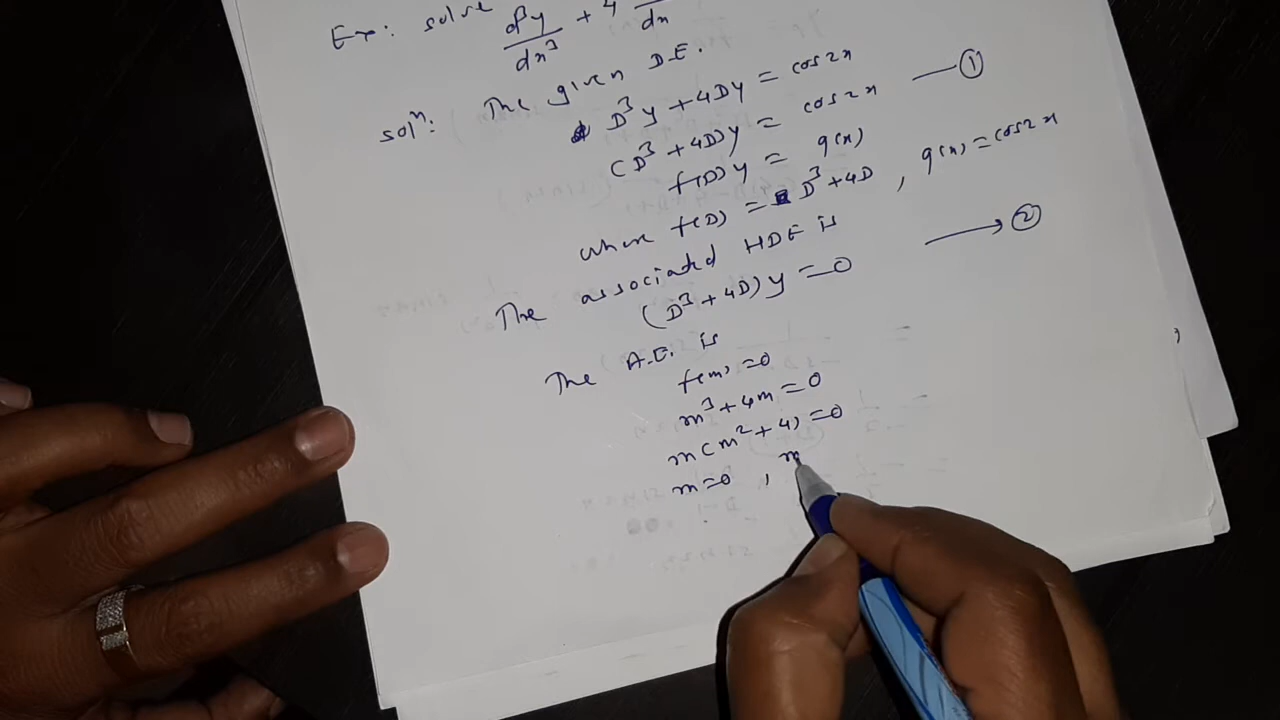 Ex: solve d³y/dx³ + 4 /dx
Solⁿ: The given D.E.
D³y + 4Dy = cos2x
(D³ + 4D)y = cos2x —— ①
f(D)y = q(x)
where f(D) = D³ + 4D , q(x) = cos2x
The associated HDE is
(D³ + 4D)y = 0 ⟶ ②
The A.E. is
f(m) = 0
m³ + 4m = 0
m(m² + 4) = 0
m = 0 , m